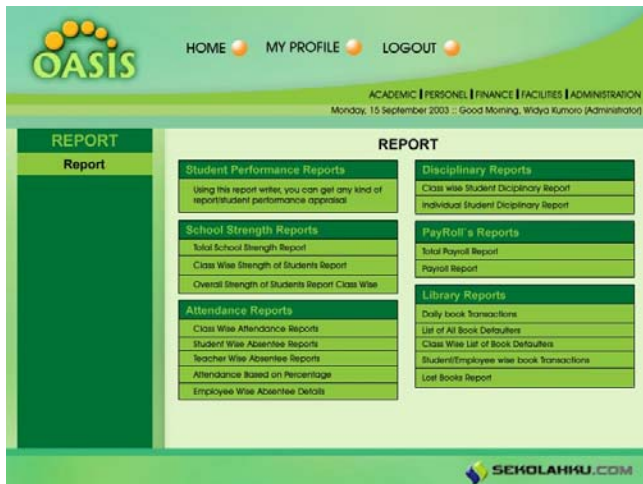 OASIS
HOME MY PROFILE LOGOUT
ACADEMIC | PERSONEL | FINANCE | FACILITIES | ADMINISTRATION
Monday, 15 September 2003 :: Good Morning, Widya Kumoro (Administrator)
REPORT
Report
REPORT
Student Performance Reports
Using this report writer, you can get any kind of
report/student performance appraisal
School Strength Reports
Total School Strength Report
Class Wise Strength of Students Report
Overall Strength of Students Report Class Wise
Attendance Reports
Class Wise Attendance Reports
Student Wise Absentee Reports
Teacher Wise Absentee Reports
Attendance Based on Percentage
Employee Wise Absentee Details
Disciplinary Reports
Class wise Student Diciplinary Report
Individual Student Diciplinary Report
PayRoll's Reports
Total Payroll Report
Payroll Report
Library Reports
Daily book Transactions
List of All Book Defaulters
Class Wise List of Book Defaulters
Student/Employee wise book Transactions
Lost Books Report
SEKOLAHKU.COM